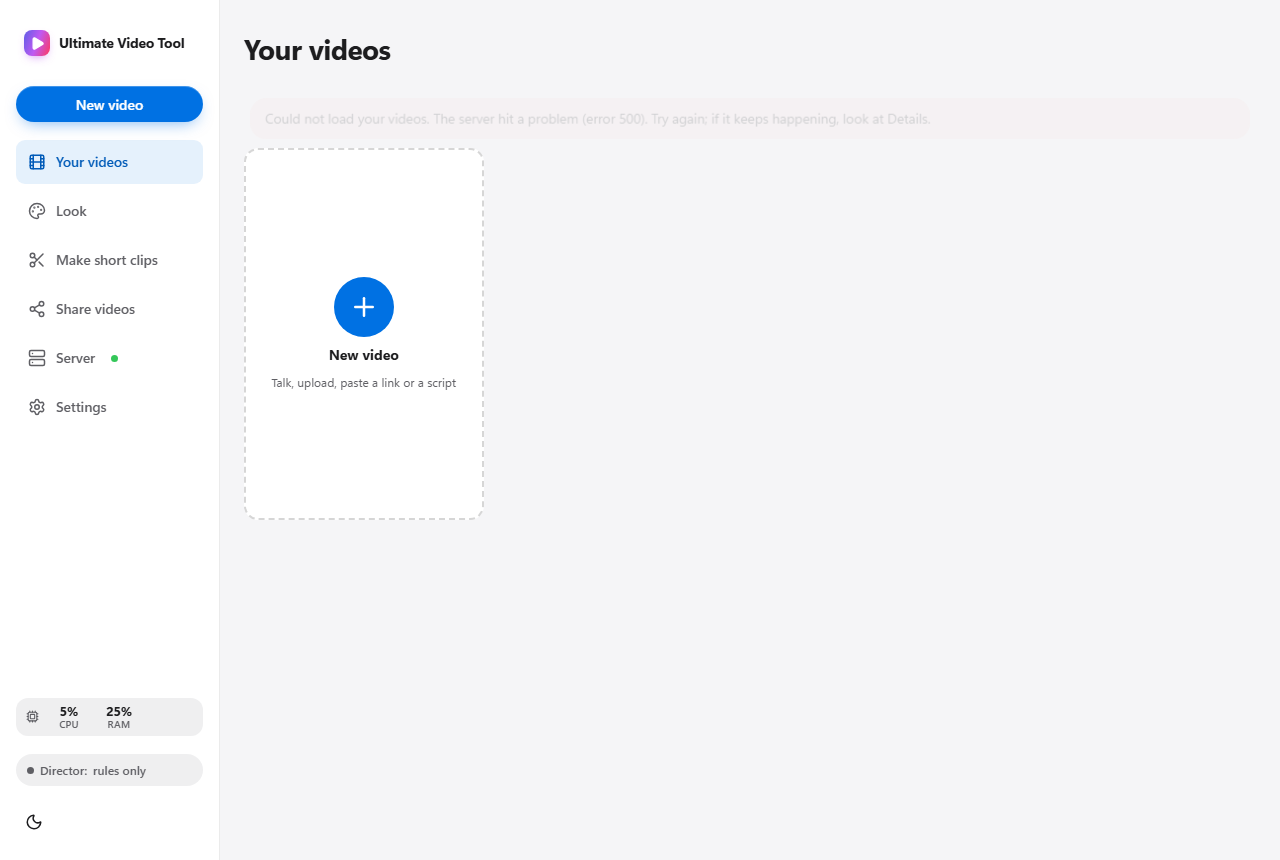 Ultimate Video Tool
New video
Your videos
Look
Make short clips
Share videos
Server
Settings
5% 25%
CPU RAM
Director: rules only
Your videos
Could not load your videos. The server hit a problem (error 500). Try again; if it keeps happening, look at Details.
New video
Talk, upload, paste a link or a script